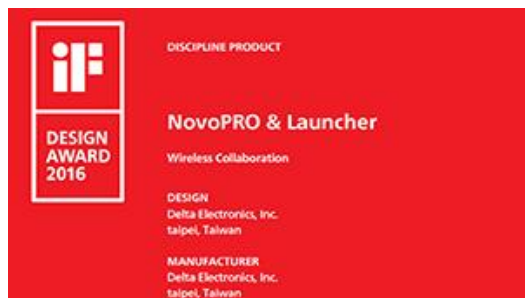 iF
DESIGN
AWARD
2016
DISCIPLINE PRODUCT
NovoPRO & Launcher
Wireless Collaboration
DESIGN
Delta Electronics, Inc.
taipei, Taiwan
MANUFACTURER
Delta Electronics, Inc.
taipei, Taiwan